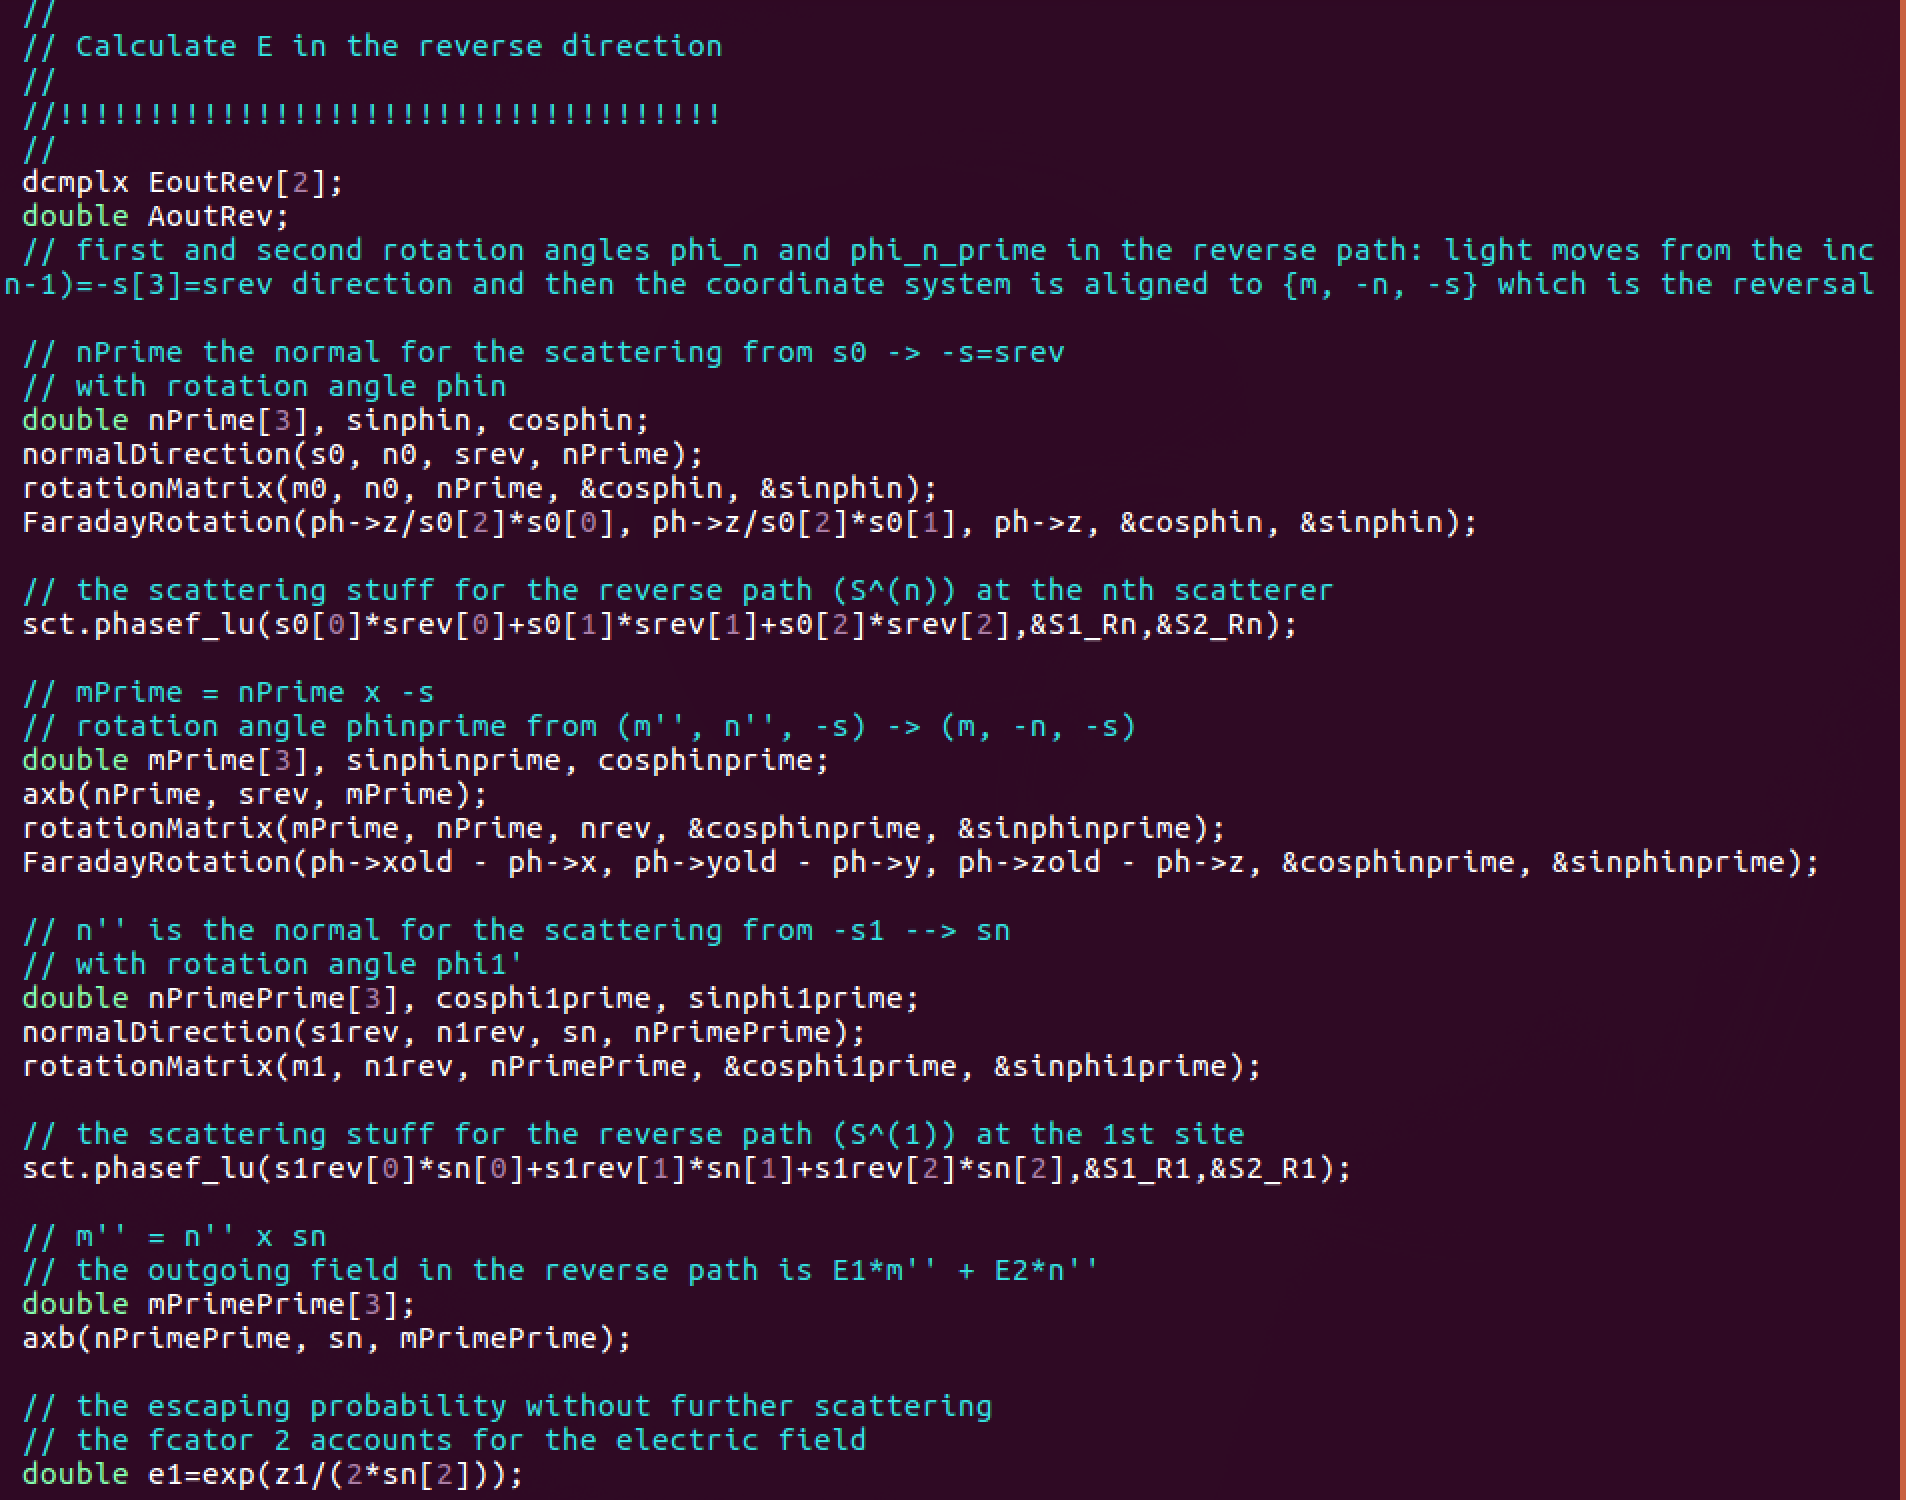 //
// Calculate E in the reverse direction
//
//!!!!!!!!!!!!!!!!!!!!!!!!!!!!!!!!!!!!!
//
dcmplx EoutRev[2];
double AoutRev;
// first and second rotation angles phi_n and phi_n_prime in the reverse path: light moves from the inc
n-1)=-s[3]=srev direction and then the coordinate system is aligned to {m, -n, -s} which is the reversal
// nPrime the normal for the scattering from s0 -> -s=srev
// with rotation angle phin
double nPrime[3], sinphin, cosphin;
normalDirection(s0, n0, srev, nPrime);
rotationMatrix(m0, n0, nPrime, &cosphin, &sinphin);
FaradayRotation(ph->z/s0[2]*s0[0], ph->z/s0[2]*s0[1], ph->z, &cosphin, &sinphin);
// the scattering stuff for the reverse path (S^(n)) at the nth scatterer
sct.phasef_lu(s0[0]*srev[0]+s0[1]*srev[1]+s0[2]*srev[2],&S1_Rn,&S2_Rn);
// mPrime = nPrime x -s
// rotation angle phinprime from (m'', n'', -s) -> (m, -n, -s)
double mPrime[3], sinphinprime, cosphinprime;
axb(nPrime, srev, mPrime);
rotationMatrix(mPrime, nPrime, nrev, &cosphinprime, &sinphinprime);
FaradayRotation(ph->xold - ph->x, ph->yold - ph->y, ph->zold - ph->z, &cosphinprime, &sinphinprime);
// n'' is the normal for the scattering from -s1 --> sn
// with rotation angle phi1'
double nPrimePrime[3], cosphi1prime, sinphi1prime;
normalDirection(s1rev, n1rev, sn, nPrimePrime);
rotationMatrix(m1, n1rev, nPrimePrime, &cosphi1prime, &sinphi1prime);
// the scattering stuff for the reverse path (S^(1)) at the 1st site
sct.phasef_lu(s1rev[0]*sn[0]+s1rev[1]*sn[1]+s1rev[2]*sn[2],&S1_R1,&S2_R1);
// m'' = n'' x sn
// the outgoing field in the reverse path is E1*m'' + E2*n''
double mPrimePrime[3];
axb(nPrimePrime, sn, mPrimePrime);
// the escaping probability without further scattering
// the fcator 2 accounts for the electric field
double e1=exp(z1/(2*sn[2]));